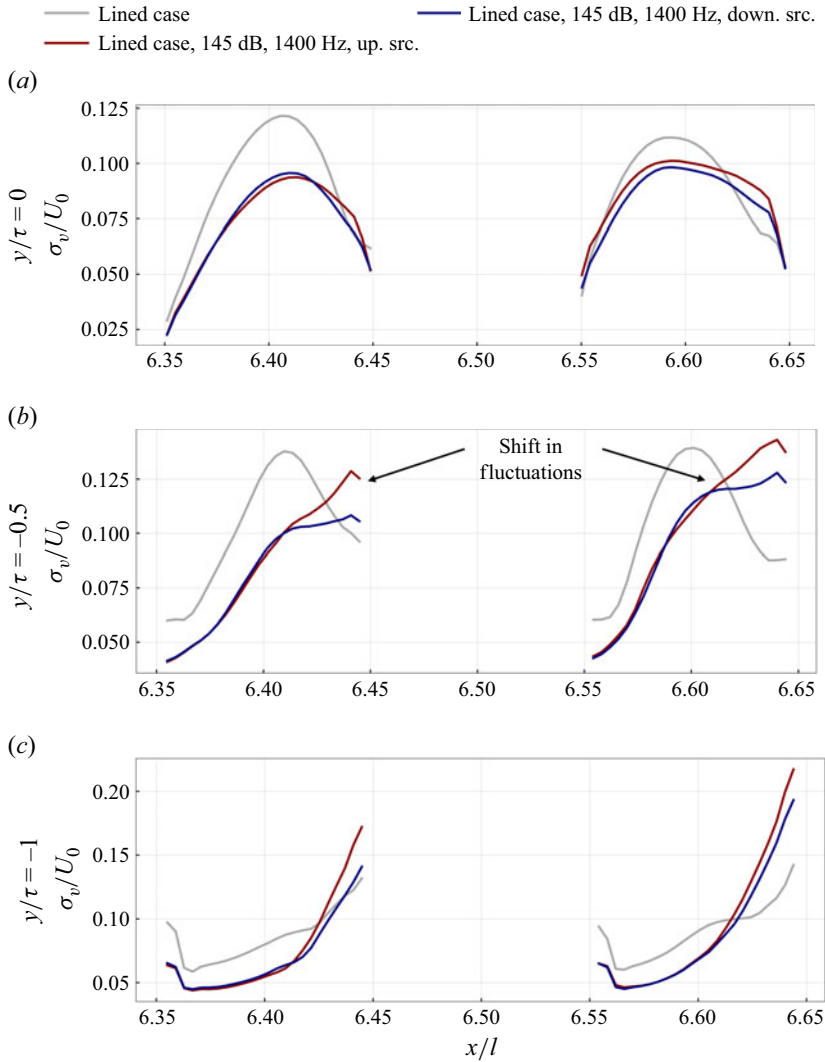 Lined case
Lined case, 145 dB, 1400 Hz, down. src.
Lined case, 145 dB, 1400 Hz, up. src.
(a)
0.125
0.100
0.075
0.050
0.025
y/τ = 0
σv/U0
6.35 6.40 6.45 6.50 6.55 6.60 6.65
(b)
Shift in
fluctuations
0.125
0.100
0.075
0.050
y/τ = −0.5
σv/U0
6.35 6.40 6.45 6.50 6.55 6.60 6.65
(c)
0.20
0.15
0.10
0.05
y/τ = −1
σv/U0
6.35 6.40 6.45 6.50 6.55 6.60 6.65
x/l